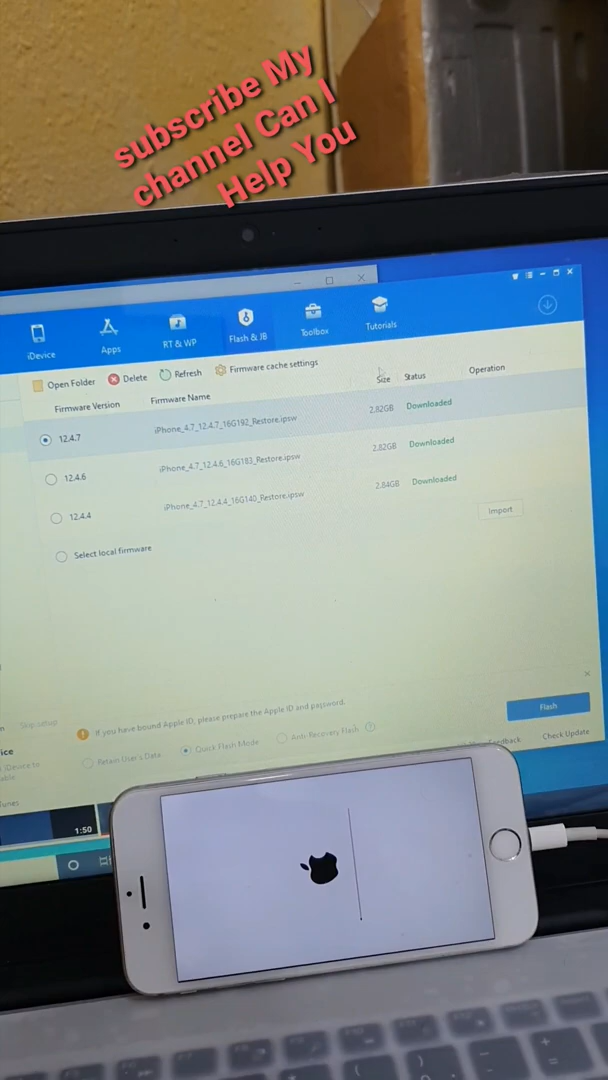 subscribe My
channel Can I
Help You
iDevice
Apps
RT & WP
Flash & JB
Toolbox
Tutorials
Open Folder
Delete
Refresh
Firmware cache settings
Firmware Version
Firmware Name
Size
Status
Operation
12.4.7
iPhone_4.7_12.4.7_16G192_Restore.ipsw
2.82GB
Downloaded
12.4.6
iPhone_4.7_12.4.6_16G183_Restore.ipsw
2.82GB
Downloaded
12.4.4
iPhone_4.7_12.4.4_16G140_Restore.ipsw
2.84GB
Downloaded
Select local firmware
Import
Skip setup
If you have bound Apple ID, please prepare the Apple ID and password.
Flash
Retain User's Data
Quick Flash Mode
Anti-Recovery Flash
Feedback
Check Update
1:50